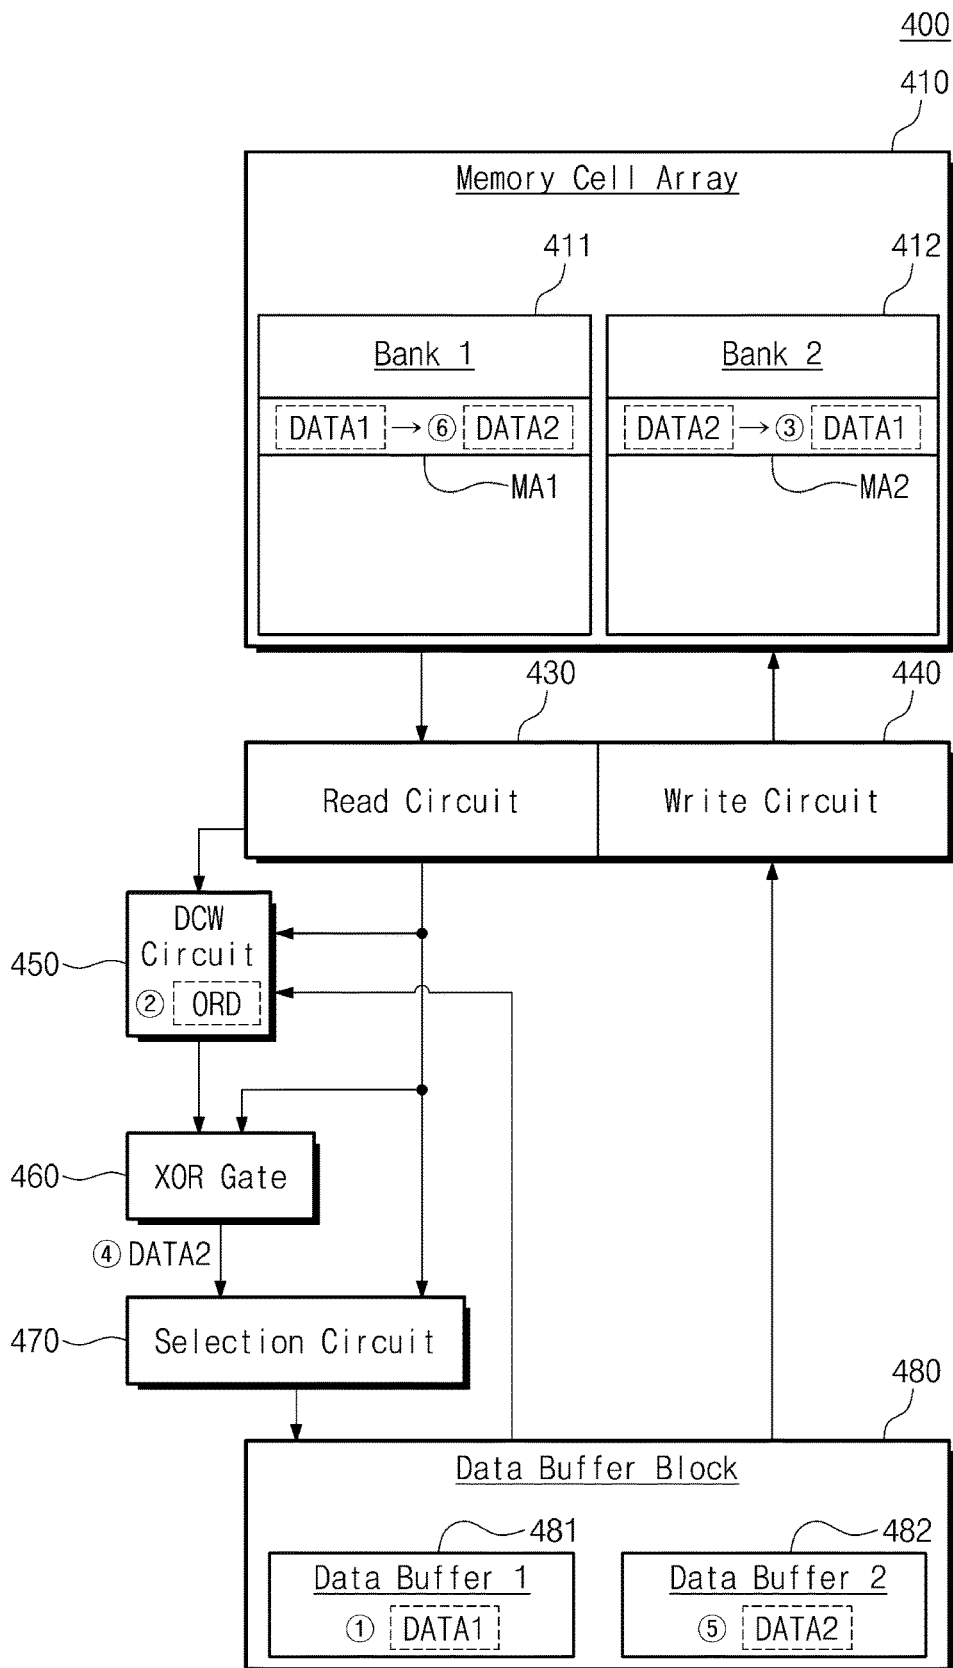 400
410
Memory Cell Array
411
412
Bank 1
Bank 2
DATA1 → ⑥ DATA2
DATA2 → ③ DATA1
MA1
MA2
430
440
Read Circuit
Write Circuit
DCW
Circuit
450
② ORD
460
XOR Gate
④ DATA2
470
Selection Circuit
480
Data Buffer Block
481
482
Data Buffer 1
Data Buffer 2
① DATA1
⑤ DATA2